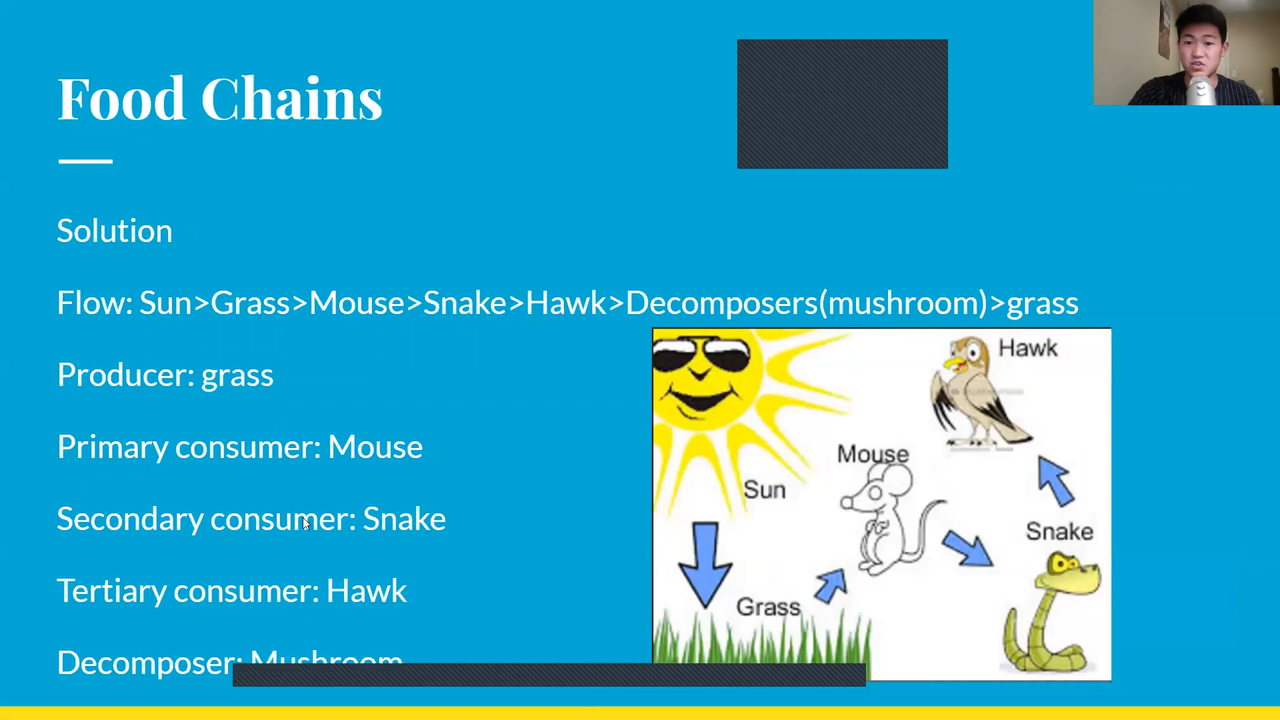 Food Chains
Solution
Flow: Sun>Grass>Mouse>Snake>Hawk>Decomposers(mushroom)>grass
Producer: grass
Primary consumer: Mouse
Secondary consumer: Snake
Tertiary consumer: Hawk
Decomposer: Mushroom
Hawk
Mouse
Sun
Snake
Grass